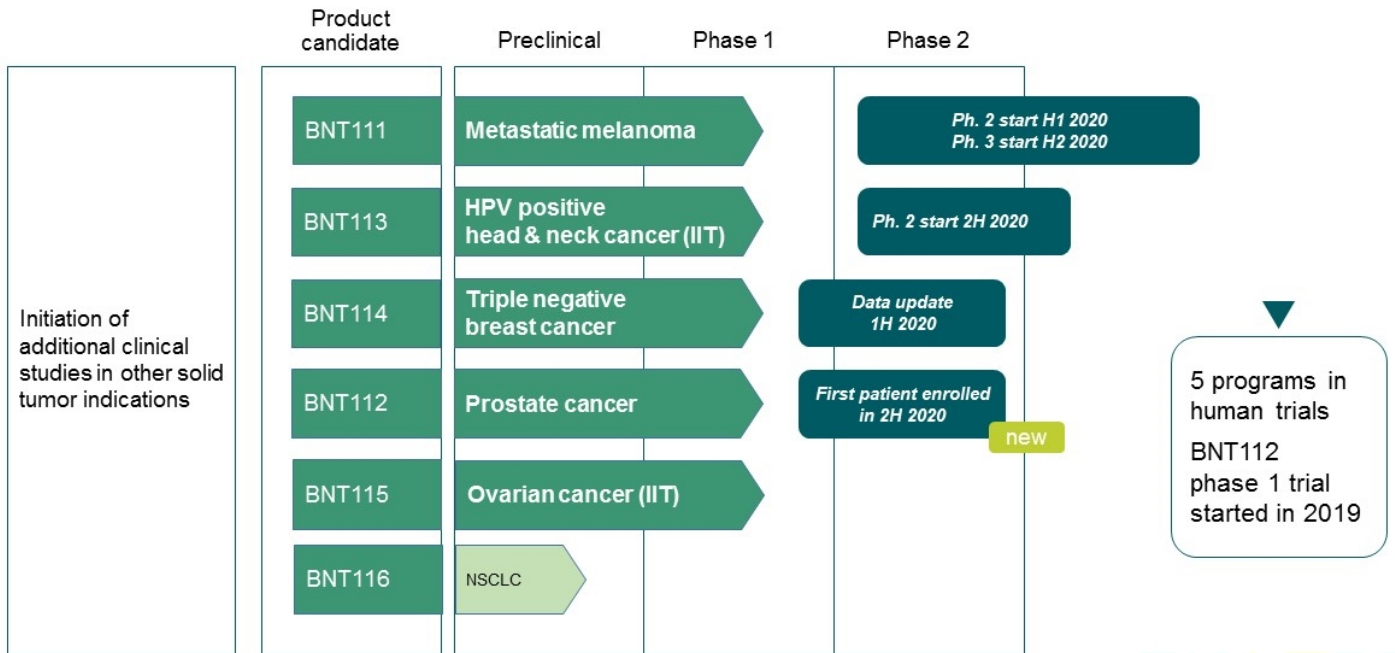 Product
candidate
Preclinical
Phase 1
Phase 2
Initiation of
additional clinical
studies in other solid
tumor indications
BNT111
Metastatic melanoma
Ph. 2 start H1 2020
Ph. 3 start H2 2020
BNT113
HPV positive
head & neck cancer (IIT)
Ph. 2 start 2H 2020
BNT114
Triple negative
breast cancer
Data update
1H 2020
BNT112
Prostate cancer
First patient enrolled
in 2H 2020
new
BNT115
Ovarian cancer (IIT)
BNT116
NSCLC
5 programs in
human trials
BNT112
phase 1 trial
started in 2019